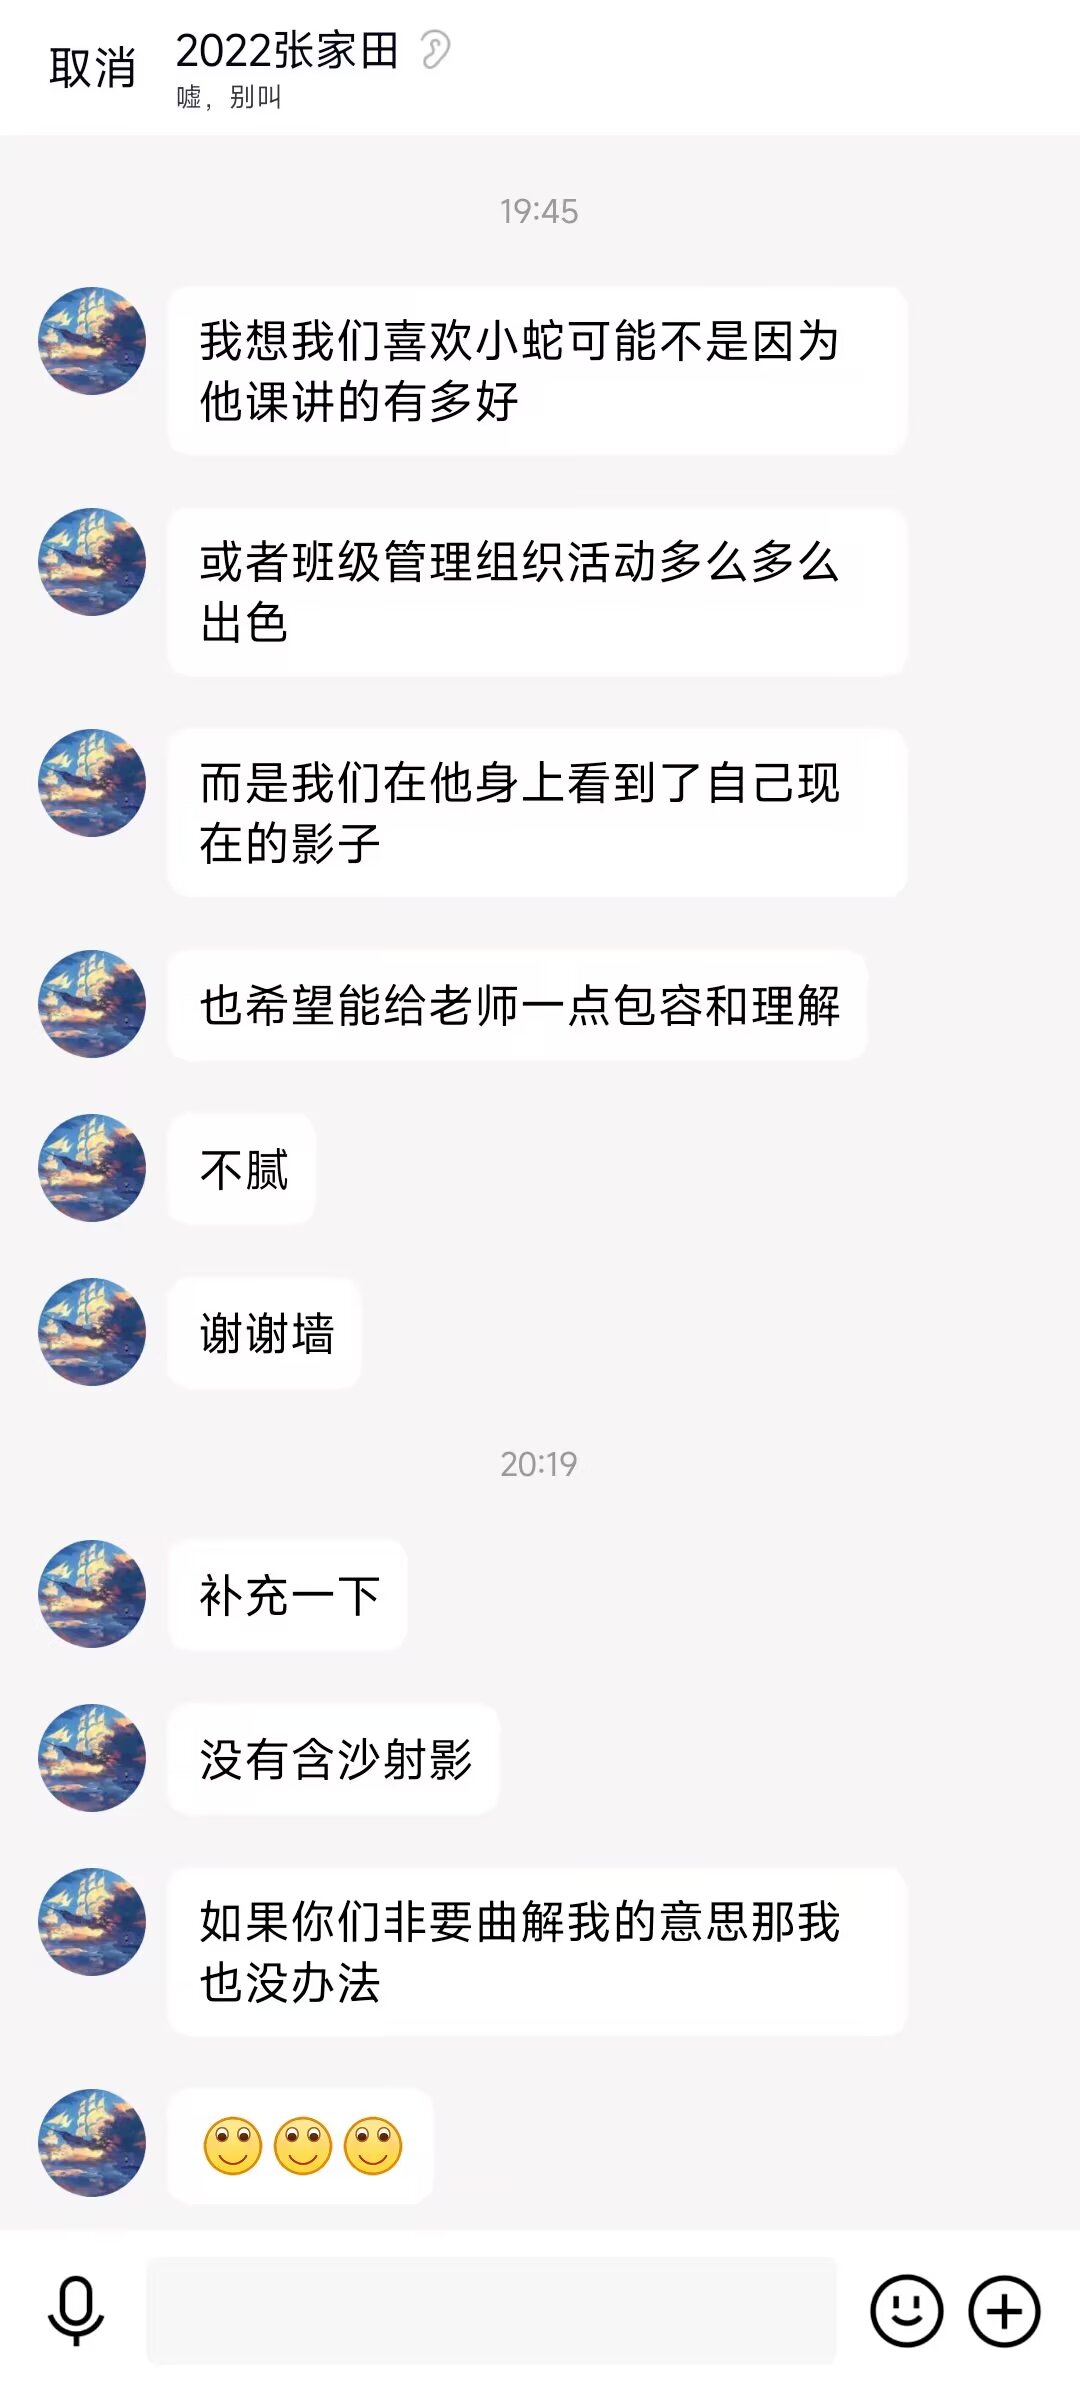 取消
2022张家田
嘘，别叫
19:45
我想我们喜欢小蛇可能不是因为
他课讲的有多好
或者班级管理组织活动多么多么
出色
而是我们在他身上看到了自己现
在的影子
也希望能给老师一点包容和理解
不腻
谢谢墙
20:19
补充一下
没有含沙射影
如果你们非要曲解我的意思那我
也没办法